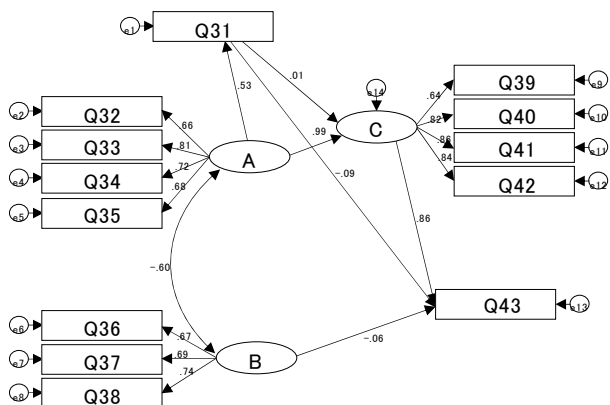 e1
Q31
.53
.01
e14
e2
Q32
.66
e3
Q33
.81
e4
Q34
.72
e5
Q35
.68
A
.99
C
.64
Q39
e9
.82
Q40
e10
.86
Q41
e11
.84
Q42
e12
-.09
.86
-.60
Q43
e13
e6
Q36
.67
e7
Q37
.69
e8
Q38
.74
B
-.06